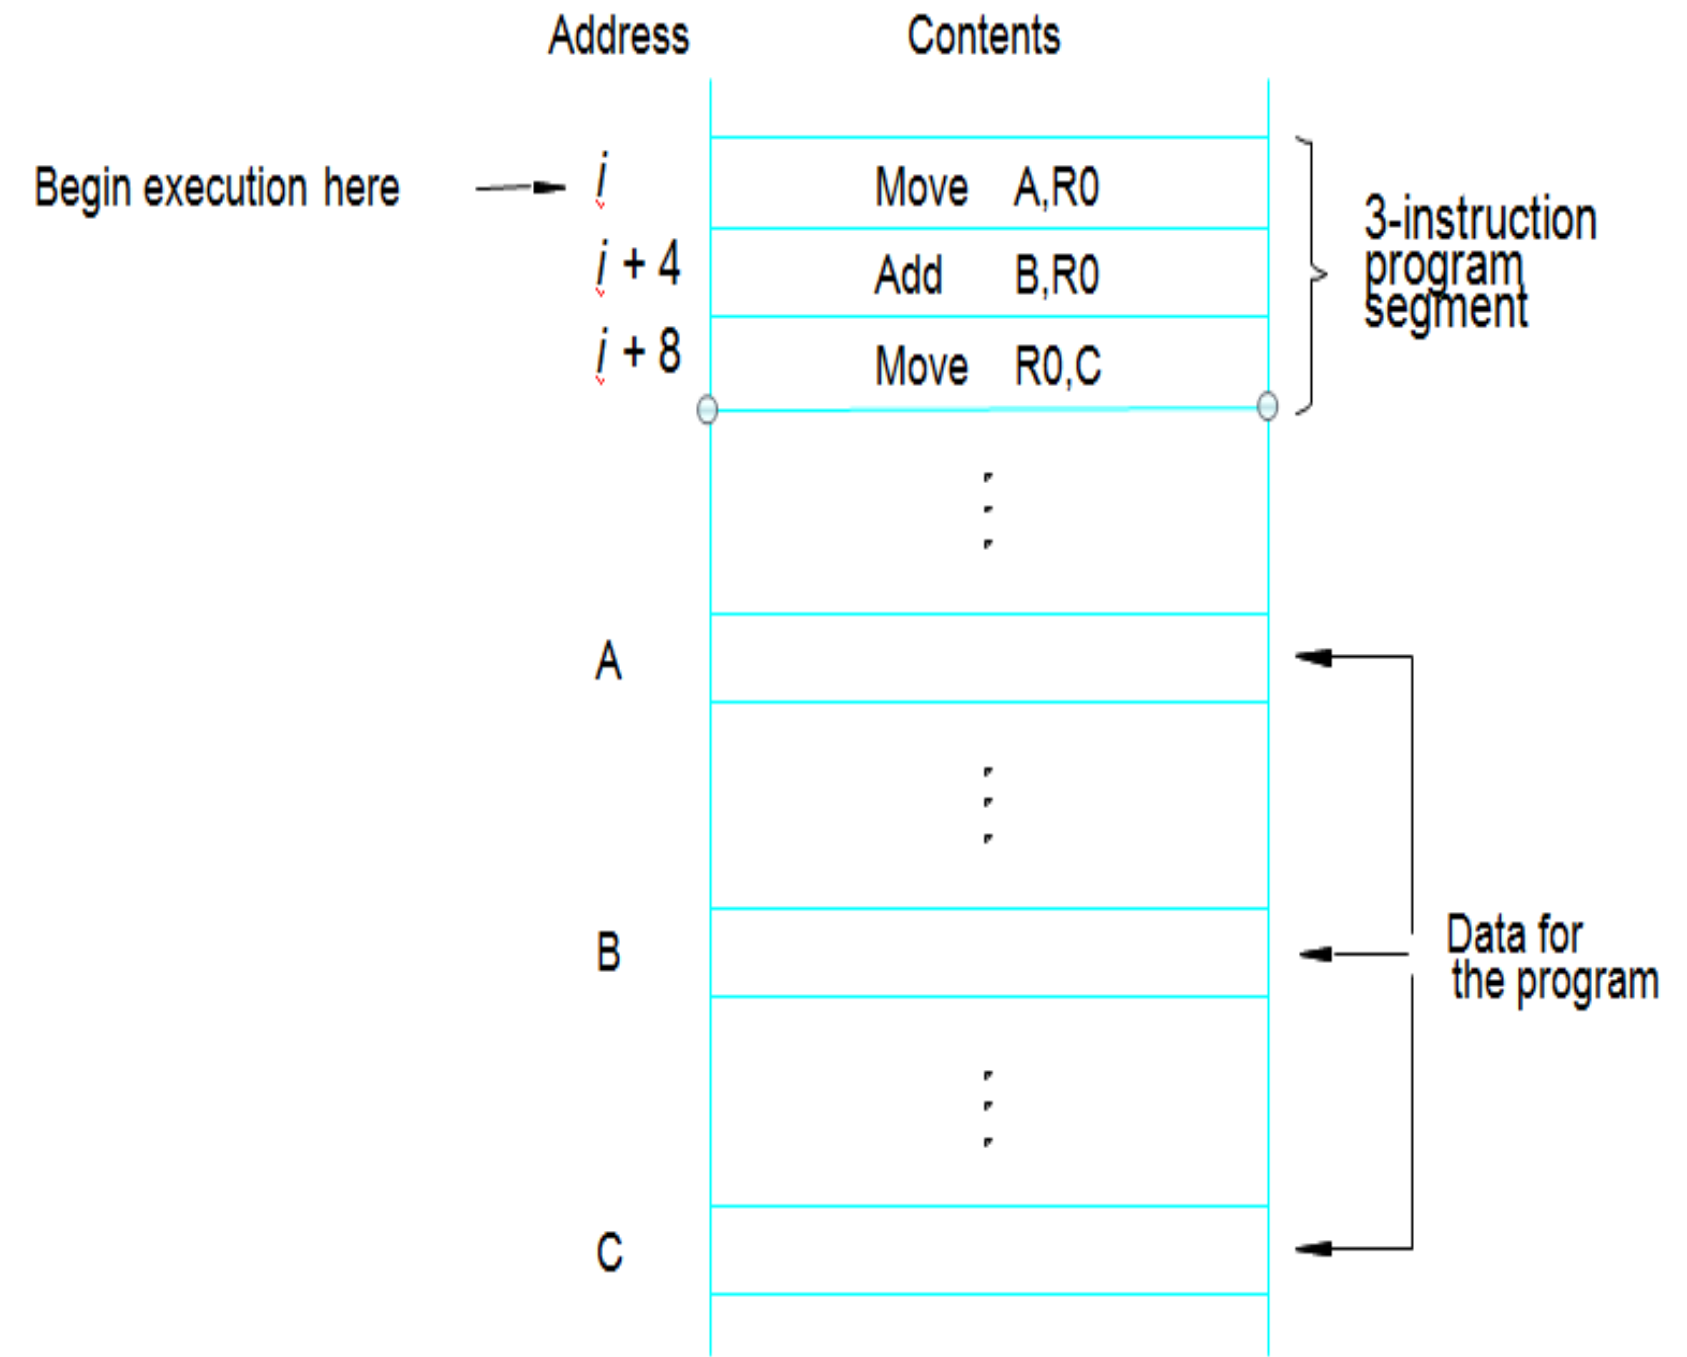 Address Contents
Begin execution here i Move A,R0
i + 4 Add B,R0
i + 8 Move R0,C
3-instruction
program
segment
A
B
C
Data for
the program